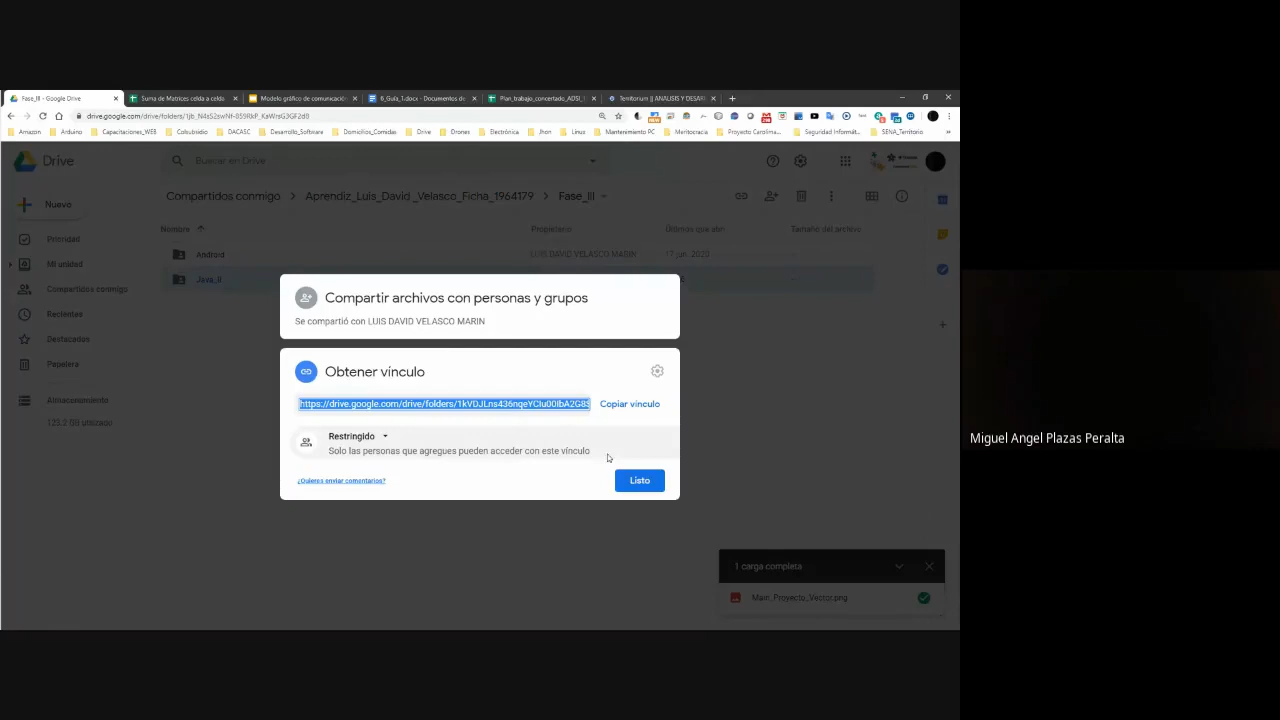 Fase_III - Google Drive
Suma de Matrices celda a celda
Modelo gráfico de comunicació
6_Guía_1.docx - Documentos de
Plan_trabajo_concertado_ADSI_
Territorium || ANALISIS Y DESAR
Amazon
Arduino
Capacitaciones_WEB
Colsubsidio
DACASC
Desarrollo_Software
Domicilios_Comidas
Drive
Drones
Electrónica
Jhon
Linux
Mantenimiento PC
Meritocracia
Proyecto Carolina...
Seguridad Informát...
SENA_Territorio
Drive
Buscar en Drive
Nuevo
Compartidos conmigo
Aprendiz_Luis_David _Velasco_Ficha_1964179
Fase_III
Nombre
Propietario
Tamaño del archivo
Prioridad
Mi unidad
Compartidos conmigo
Recientes
Destacados
Papelera
Almacenamiento
Android
LUIS DAVID VELASCO MARIN
17 jun. 2020
Java_II
Compartir archivos con personas y grupos
Se compartió con LUIS DAVID VELASCO MARIN
Obtener vínculo
Copiar vínculo
Restringido
Solo las personas que agregues pueden acceder con este vínculo
¿Quieres enviar comentarios?
Listo
1 carga completa
Main_Proyecto_Vector.png
Miguel Angel Plazas Peralta